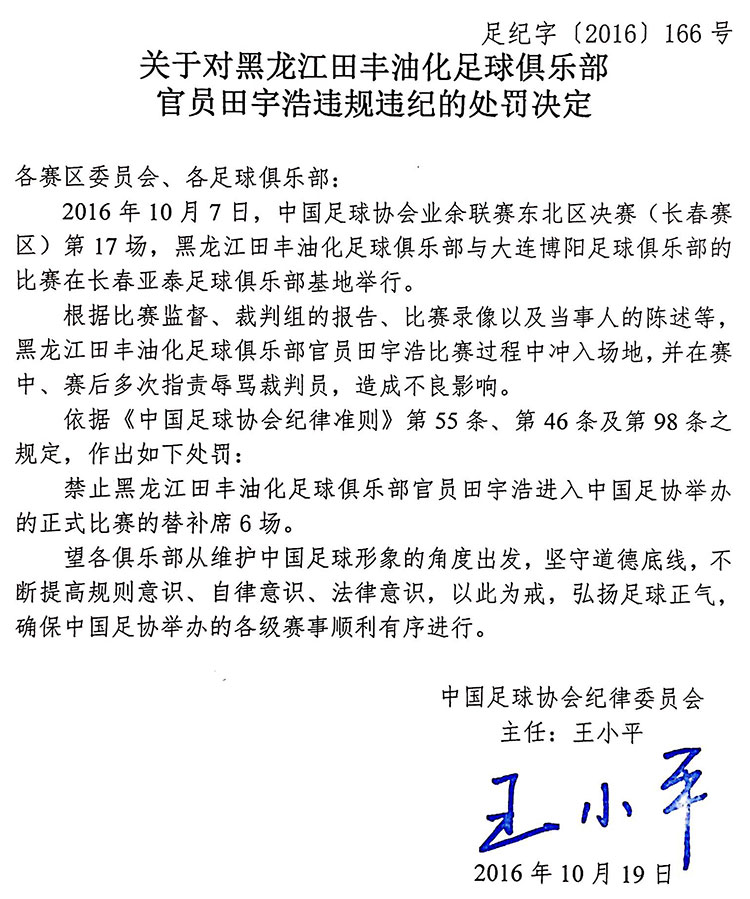 足纪字〔2016〕166 号
关于对黑龙江田丰油化足球俱乐部
官员田宇浩违规违纪的处罚决定
各赛区委员会、各足球俱乐部：
2016 年 10 月 7 日，中国足球协会业余联赛东北区决赛（长春赛
区）第 17 场，黑龙江田丰油化足球俱乐部与大连博阳足球俱乐部的
比赛在长春亚泰足球俱乐部基地举行。
根据比赛监督、裁判组的报告、比赛录像以及当事人的陈述等，
黑龙江田丰油化足球俱乐部官员田宇浩比赛过程中冲入场地，并在赛
中、赛后多次指责辱骂裁判员，造成不良影响。
依据《中国足球协会纪律准则》第 55 条、第 46 条及第 98 条之
规定，作出如下处罚：
禁止黑龙江田丰油化足球俱乐部官员田宇浩进入中国足协举办
的正式比赛的替补席 6 场。
望各俱乐部从维护中国足球形象的角度出发，坚守道德底线，不
断提高规则意识、自律意识、法律意识，以此为戒，弘扬足球正气，
确保中国足协举办的各级赛事顺利有序进行。
中国足球协会纪律委员会
主任：王小平
王小平
2016 年 10 月 19 日